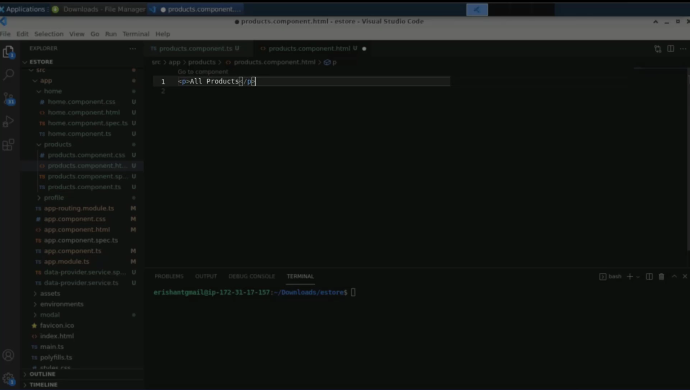 Applications
Downloads - File Manager
products.component....
products.component.html - estore - Visual Studio Code
File Edit Selection View Go Run Terminal Help
EXPLORER
products.component.ts U
products.component.html U
ESTORE
src > app > products > products.component.html > p
src
Go to component
app
1 <p>All Products</p>
2
home
home.component.css U
home.component.html U
home.component.spec.ts U
home.component.ts U
products
products.component.css U
products.component.ht... U
products.component.sp... U
products.component.ts U
profile
app-routing.module.ts M
app.component.css M
app.component.html M
app.component.spec.ts
app.component.ts M
app.module.ts M
data-provider.service.sp... U
data-provider.service.ts U
assets
environments
modal
favicon.ico
index.html
main.ts
polyfills.ts
styles.css
OUTLINE
TIMELINE
PROBLEMS OUTPUT DEBUG CONSOLE TERMINAL
bash
erishantgmail@ip-172-31-17-157:~/Downloads/estore$